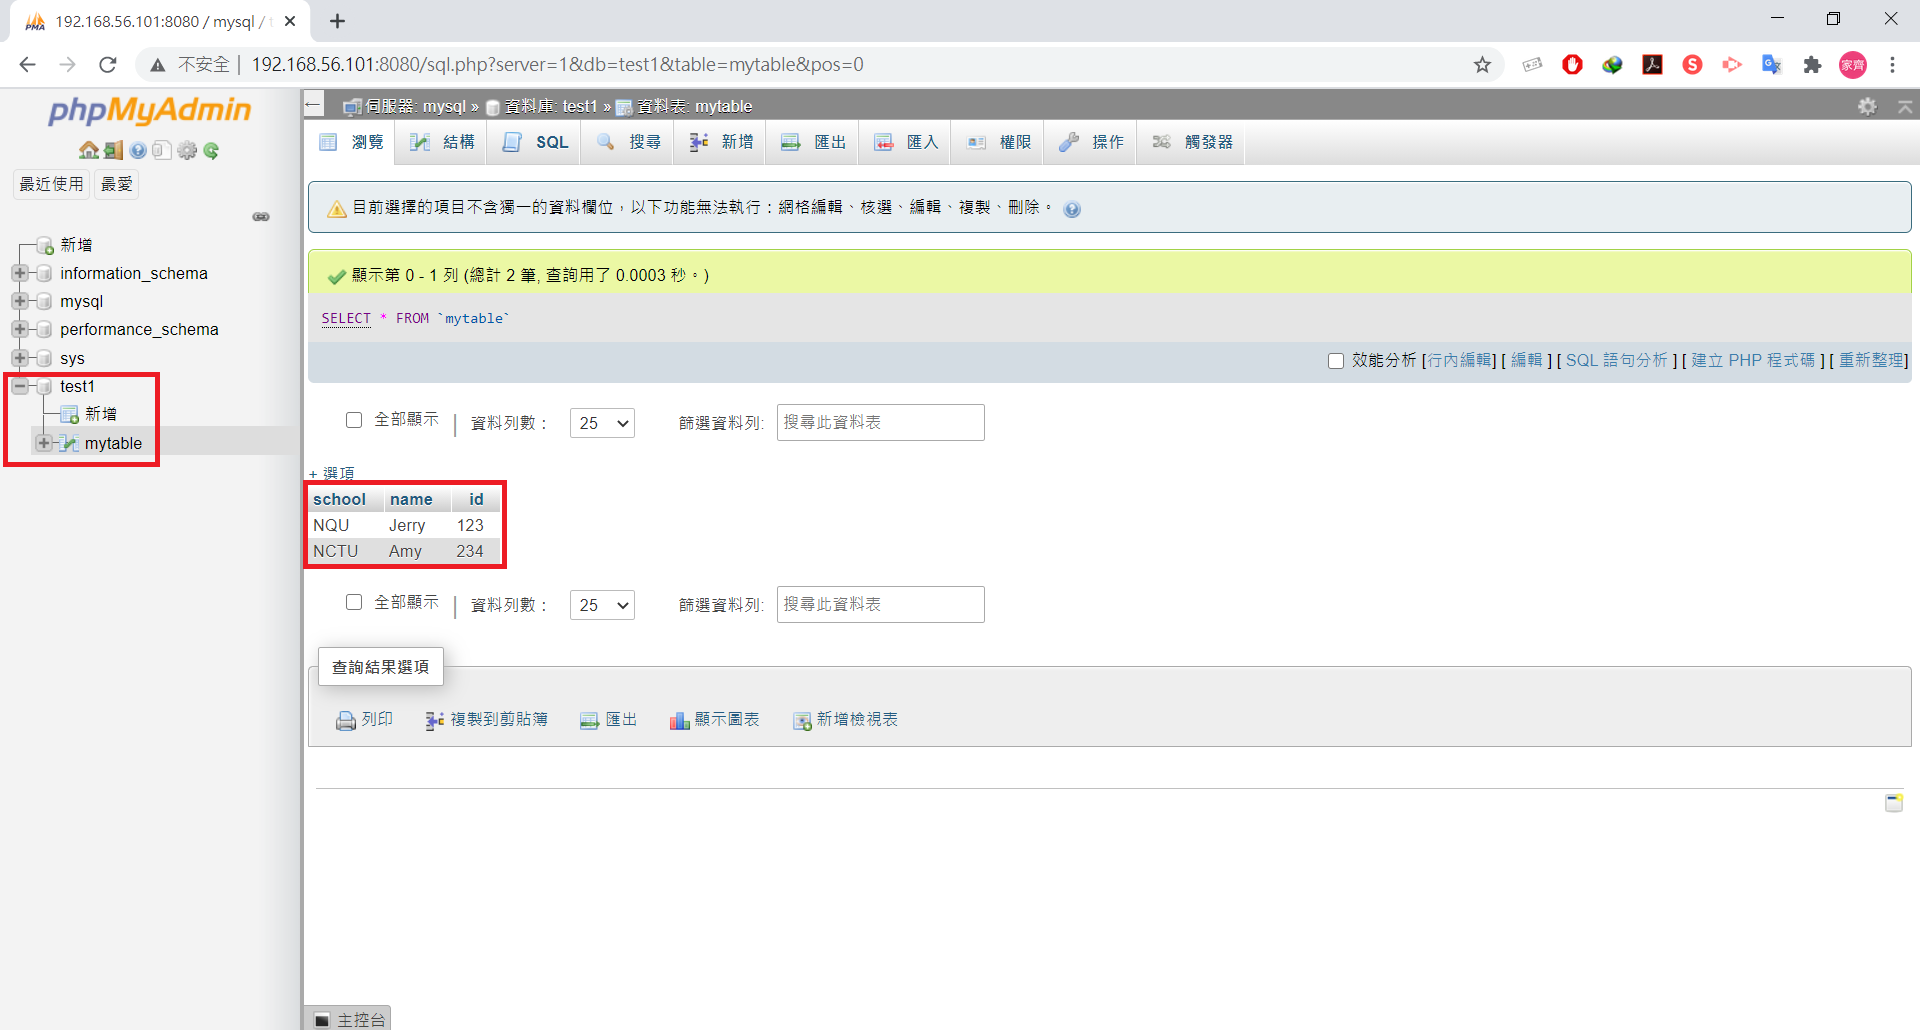 192.168.56.101:8080 / mysql /
不安全 | 192.168.56.101:8080/sql.php?server=1&db=test1&table=mytable&pos=0
家齊
phpMyAdmin
最近使用 最愛
新增
information_schema
mysql
performance_schema
sys
test1
新增
mytable
伺服器: mysql » 資料庫: test1 » 資料表: mytable
瀏覽 結構 SQL 搜尋 新增 匯出 匯入 權限 操作 觸發器
目前選擇的項目不含獨一的資料欄位，以下功能無法執行：網格編輯、核選、編輯、複製、刪除。
顯示第 0 - 1 列 (總計 2 筆, 查詢用了 0.0003 秒。)
SELECT * FROM `mytable`
效能分析 [行內編輯] [ 編輯 ] [ SQL 語句分析 ] [ 建立 PHP 程式碼 ] [ 重新整理]
全部顯示 | 資料列數： 25 篩選資料列: 搜尋此資料表
+ 選項
school name id
NQU Jerry 123
NCTU Amy 234
全部顯示 | 資料列數： 25 篩選資料列: 搜尋此資料表
查詢結果選項
列印 複製到剪貼簿 匯出 顯示圖表 新增檢視表
主控台